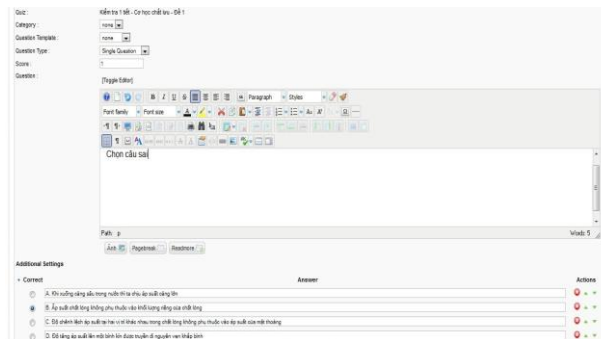 Quiz : Kiểm tra 1 tiết - Cơ học chất lưu - Đề 1
Category : none
Question Template : none
Question Type : Single Question
Score : 1
Question :
[Toggle Editor]
Paragraph Styles
Font family Font size
Chọn câu sai
Path: p Words: 5
Ảnh Pagebreak Readmore
Additional Settings
Correct Answer Actions
A. Khi xuống càng sâu trong nước thì ta chịu áp suất càng lớn
B. Áp suất chất lỏng không phụ thuộc vào khối lượng riêng của chất lỏng
C. Độ chênh lệch áp suất tại hai vị trí khác nhau trong chất lỏng không phụ thuộc vào áp suất của mặt thoáng
D. Độ tăng áp suất lên một bình kín được truyền đi nguyên vẹn khắp bình